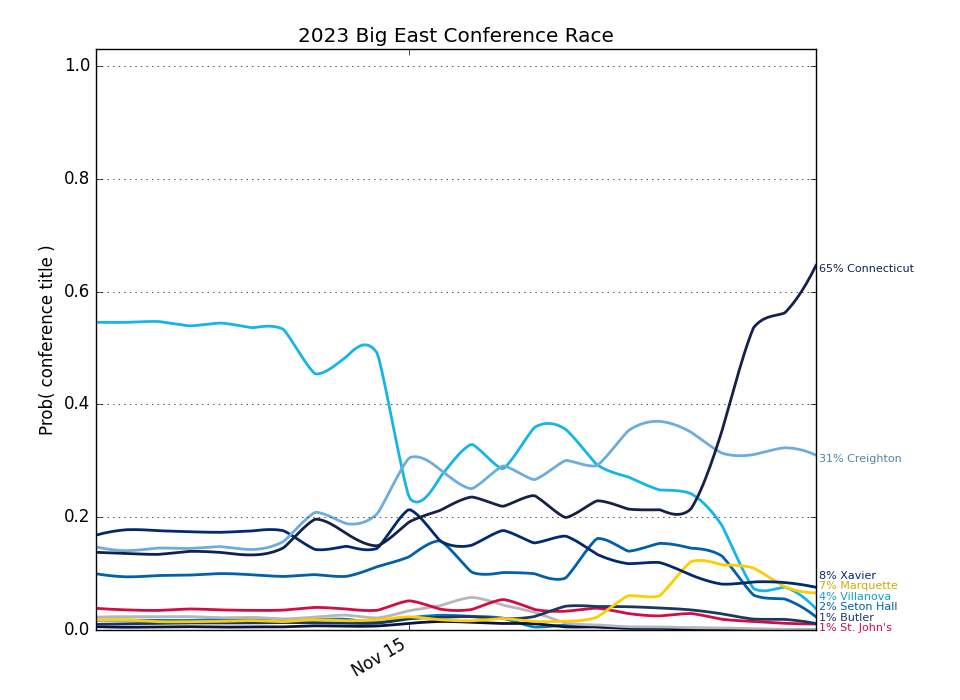 2023 Big East Conference Race
1.0
0.8
0.6
0.4
0.2
0.0
Prob( conference title )
Nov 15
65% Connecticut
31% Creighton
8% Xavier
7% Marquette
4% Villanova
2% Seton Hall
1% Butler
1% St. John's